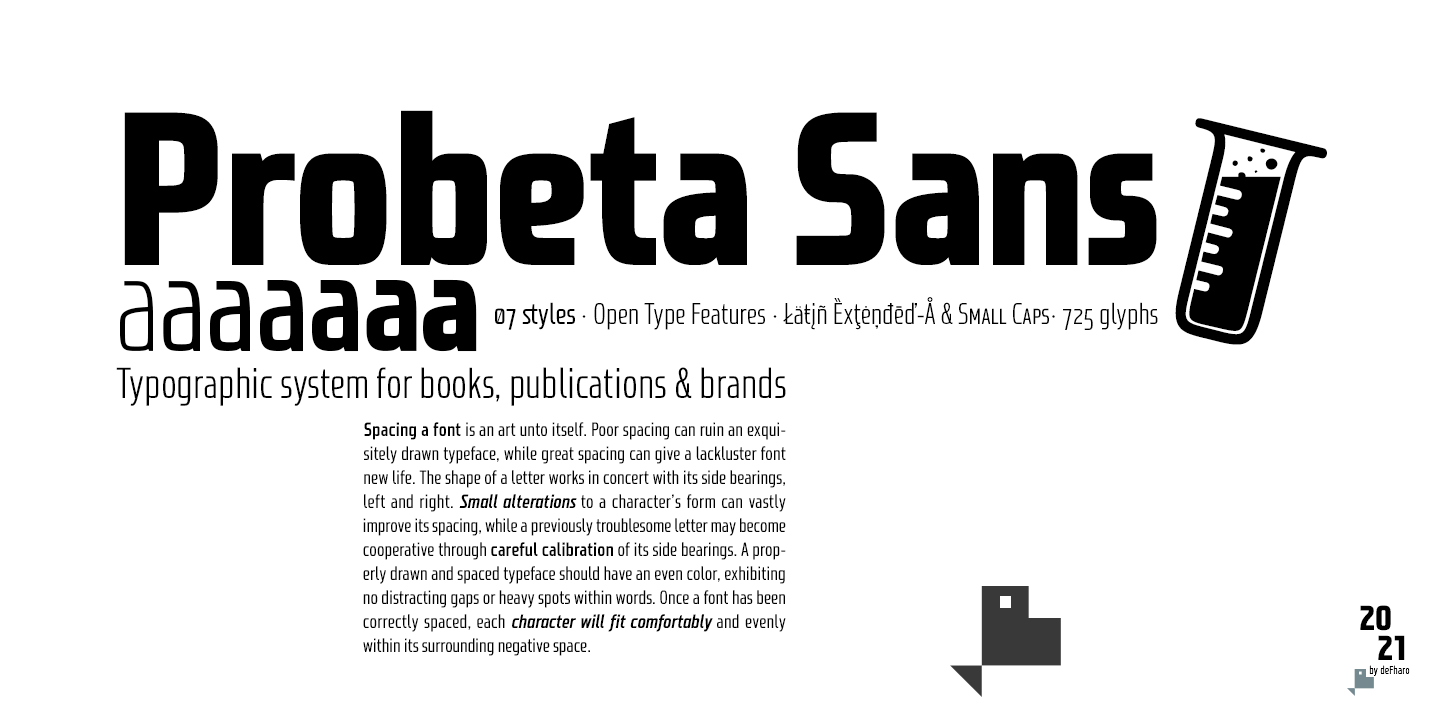 Probeta Sans
aaaaaaa
07 styles · Open Type Features · Łäŧįñ Ȅxţėņđēď-Å & Small Caps· 725 glyphs
Typographic system for books, publications & brands
Spacing a font is an art unto itself. Poor spacing can ruin an exqui-
sitely drawn typeface, while great spacing can give a lackluster font
new life. The shape of a letter works in concert with its side bearings,
left and right. Small alterations to a character's form can vastly
improve its spacing, while a previously troublesome letter may become
cooperative through careful calibration of its side bearings. A prop-
erly drawn and spaced typeface should have an even color, exhibiting
no distracting gaps or heavy spots within words. Once a font has been
correctly spaced, each character will fit comfortably and evenly
within its surrounding negative space.
20
21
by deFharo